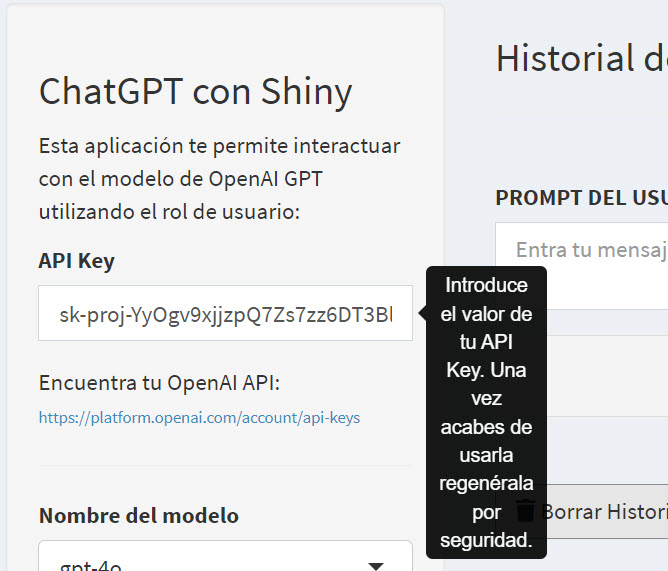 ChatGPT con Shiny
Esta aplicación te permite interactuar
con el modelo de OpenAI GPT
utilizando el rol de usuario:
API Key
sk-proj-YyOgv9xjjzpQ7Zs7zz6DT3Bl
Encuentra tu OpenAI API:
https://platform.openai.com/account/api-keys
Nombre del modelo
gpt-4o
Introduce
el valor de
tu API
Key. Una
vez
acabes de
usarla
regenérala
por
seguridad.
Historial d
PROMPT DEL USU
Entra tu mensaj
Borrar Histori